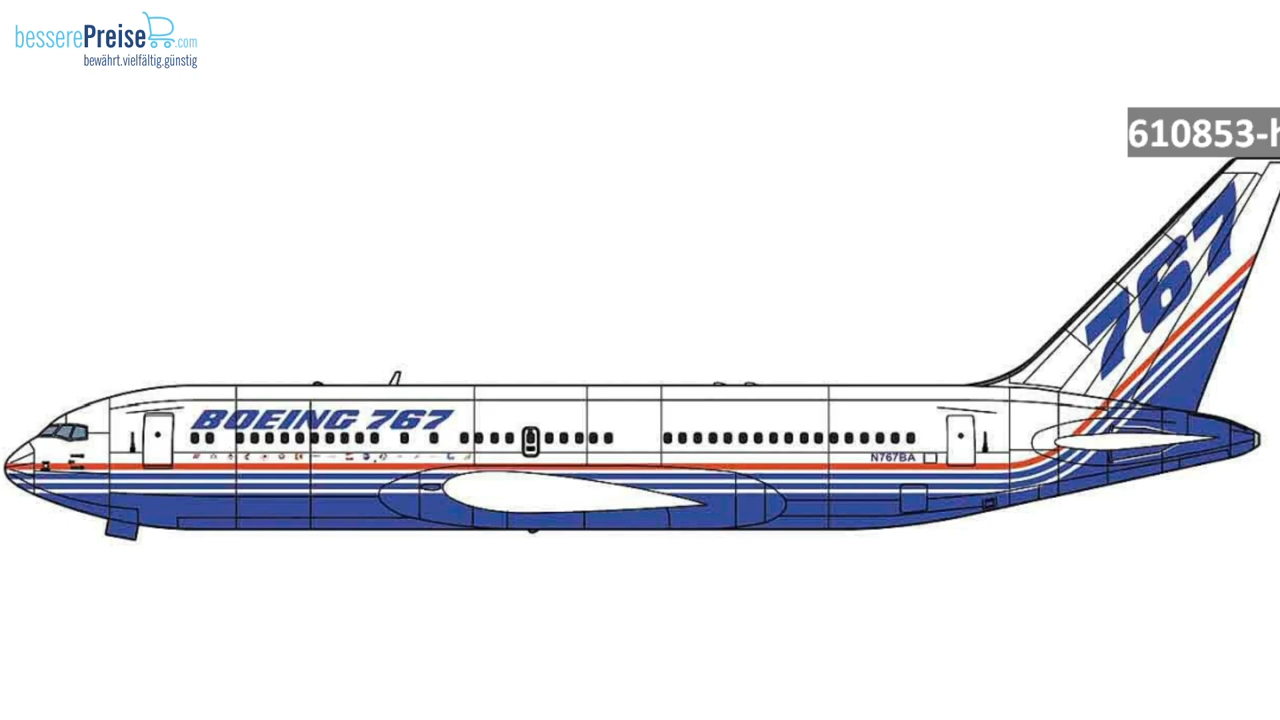 besserePreise.com
bewährt.vielfältig.günstig
610853-h
767
BOEING 767
N767BA